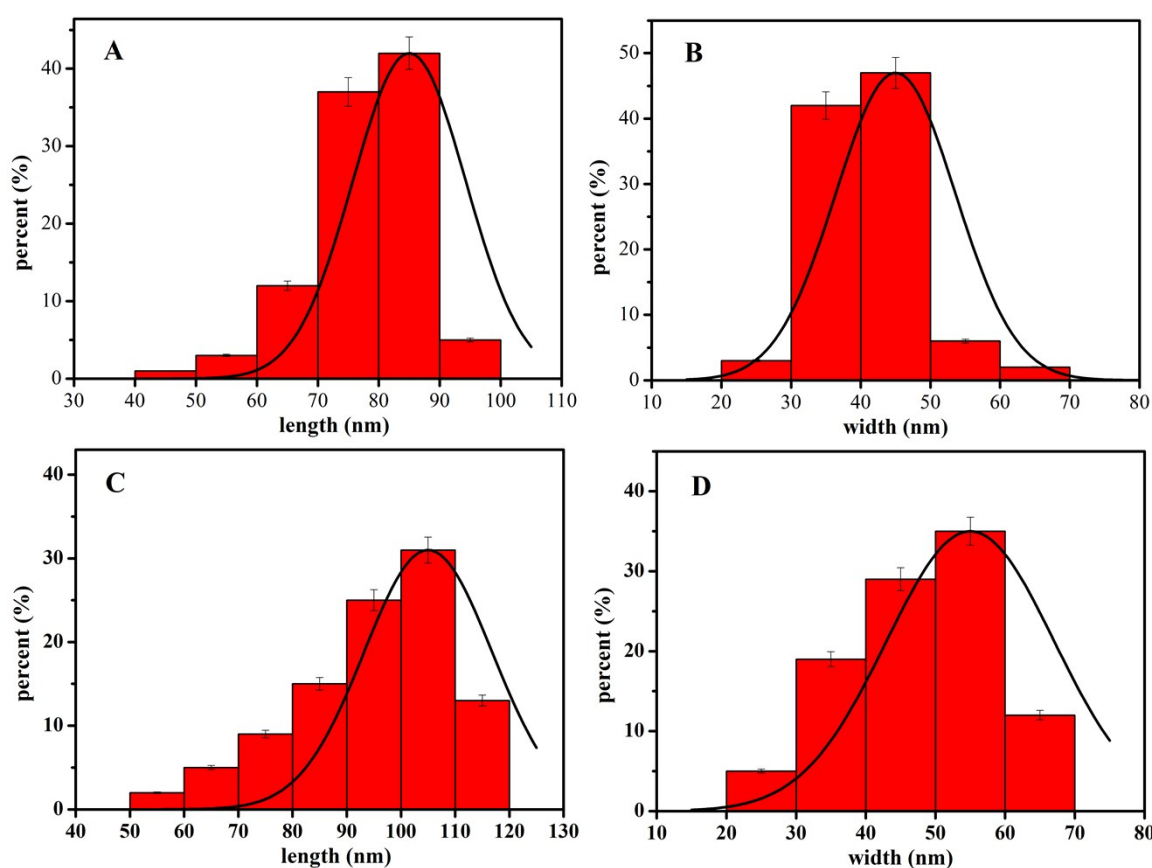 A
percent (%)
40
30
20
10
0
30 40 50 60 70 80 90 100 110
length (nm)
B
percent (%)
50
40
30
20
10
0
10 20 30 40 50 60 70 80
width (nm)
C
percent (%)
40
30
20
10
0
40 50 60 70 80 90 100 110 120 130
length (nm)
D
percent (%)
40
30
20
10
0
10 20 30 40 50 60 70 80
width (nm)